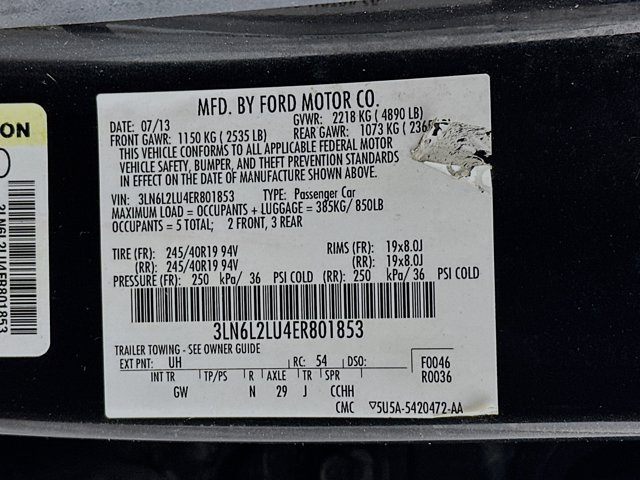 MFD. BY FORD MOTOR CO.
DATE: 07/13 GVWR: 2218 KG ( 4890 LB)
FRONT GAWR: 1150 KG ( 2535 LB) REAR GAWR: 1073 KG ( 236
THIS VEHICLE CONFORMS TO ALL APPLICABLE FEDERAL MOTOR
VEHICLE SAFETY, BUMPER, AND THEFT PREVENTION STANDARDS
IN EFFECT ON THE DATE OF MANUFACTURE SHOWN ABOVE.
VIN: 3LN6L2LU4ER801853 TYPE: Passenger Car
MAXIMUM LOAD = OCCUPANTS + LUGGAGE = 385KG/ 850LB
OCCUPANTS = 5 TOTAL; 2 FRONT, 3 REAR
TIRE (FR): 245/40R19 94V RIMS (FR): 19x8.0J
(RR): 245/40R19 94V (RR): 19x8.0J
PRESSURE (FR): 250 kPa/ 36 PSI COLD (RR): 250 kPa/ 36 PSI COLD
3LN6L2LU4ER801853
TRAILER TOWING - SEE OWNER GUIDE
EXT PNT: UH RC: 54 DSO: F0046
INT TR TP/PS R AXLE TR SPR R0036
GW N 29 J CCHH
CMC ▽5U5A-5420472-AA
ON
3LN6L2LU4ER801853